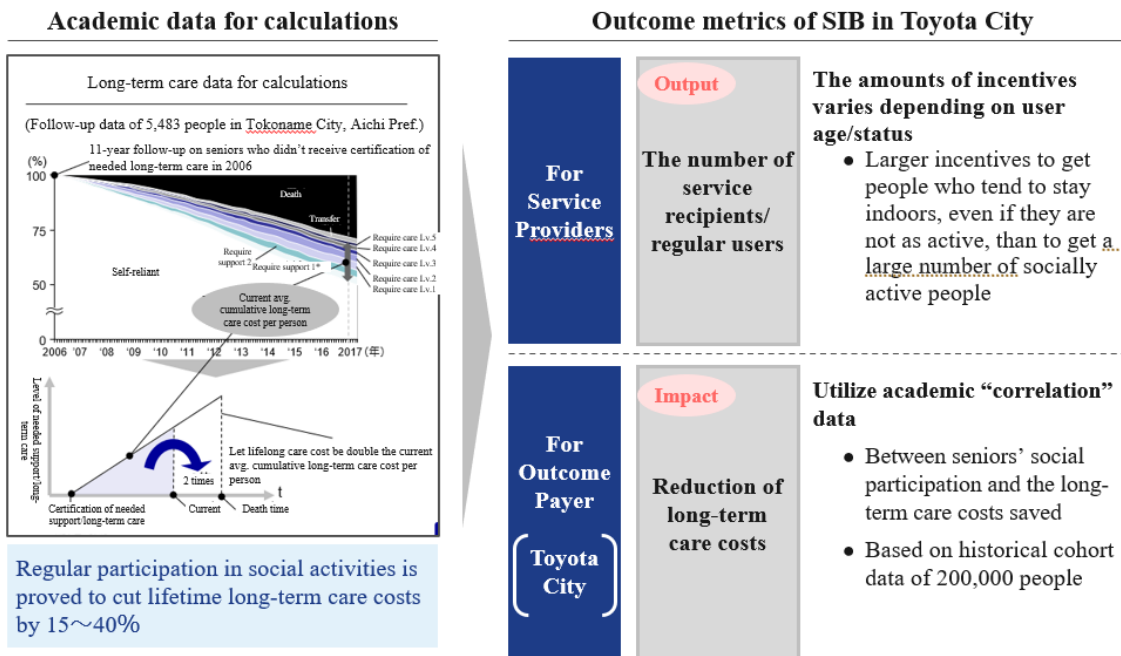 Academic data for calculations
Long-term care data for calculations
(Follow-up data of 5,483 people in Tokoname City, Aichi Pref.)
11-year follow-up on seniors who didn't receive certification of
needed long-term care in 2006
(%)
100
75
50
0
Death
Transfer
Require care Lv.5
Require care Lv.4
Require care Lv.3
Require care Lv.2
Require care Lv.1
Require
support 2
Require support 1*
Self-reliant
Current avg.
cumulative long-term
care cost per person
2006 '07 '08 '09 '10 '11 '12 '13 '14 '15 '16 2017(年)
Level of needed support/long-
term care
Let lifelong care cost be double the current
avg. cumulative long-term care cost per
person
2 times
t
Certification of needed
support/long-term care
Current
Death time
Regular participation in social activities is
proved to cut lifetime long-term care costs
by 15～40%
Outcome metrics of SIB in Toyota City
For
Service
Providers
Output
The number of
service
recipients/
regular users
The amounts of incentives
varies depending on user
age/status
● Larger incentives to get
people who tend to stay
indoors, even if they are
not as active, than to get a
large number of socially
active people
For
Outcome
Payer
Toyota
City
Impact
Reduction of
long-term
care costs
Utilize academic “correlation”
data
● Between seniors’ social
participation and the long-
term care costs saved
● Based on historical cohort
data of 200,000 people